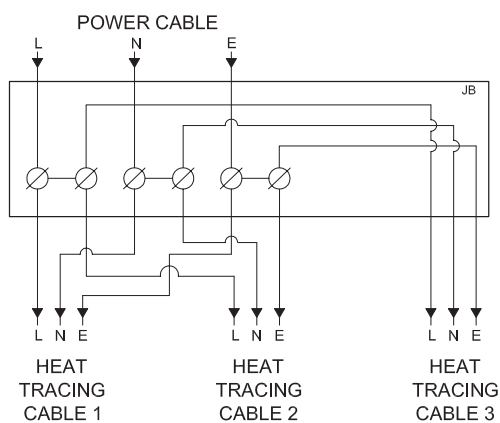 POWER CABLE
L N E
JB
L N E L N E L N E
HEAT TRACING CABLE 1
HEAT TRACING CABLE 2
HEAT TRACING CABLE 3